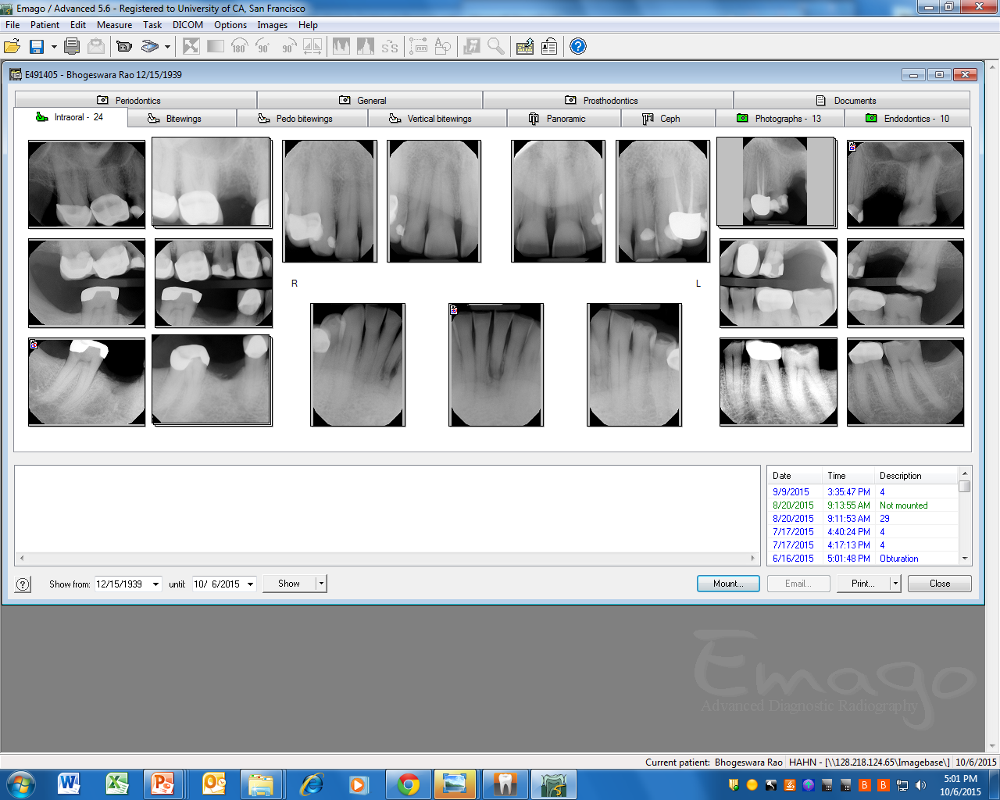 Emago / Advanced 5.6 - Registered to University of CA, San Francisco
File Patient Edit Measure Task DICOM Options Images Help
E491405 - Bhogeswara Rao 12/15/1939
Periodontics General Prosthodontics Documents
Intraoral - 24 Bitewings Pedo bitewings Vertical bitewings Panoramic Ceph Photographs - 13 Endodontics - 10
R L
Date Time Description
9/9/2015 3:35:47 PM 4
8/20/2015 9:13:55 AM Not mounted
8/20/2015 9:11:53 AM 29
7/17/2015 4:40:24 PM 4
7/17/2015 4:17:13 PM 4
6/16/2015 5:01:48 PM Obturation
Show from: 12/15/1939 until: 10/ 6/2015 Show Mount... Email... Print... Close
Emago
Advanced Diagnostic Radiography
Current patient: Bhogeswara Rao HAHN - [\\128.218.124.65\Imagebase\] 10/6/2015
5:01 PM
10/6/2015